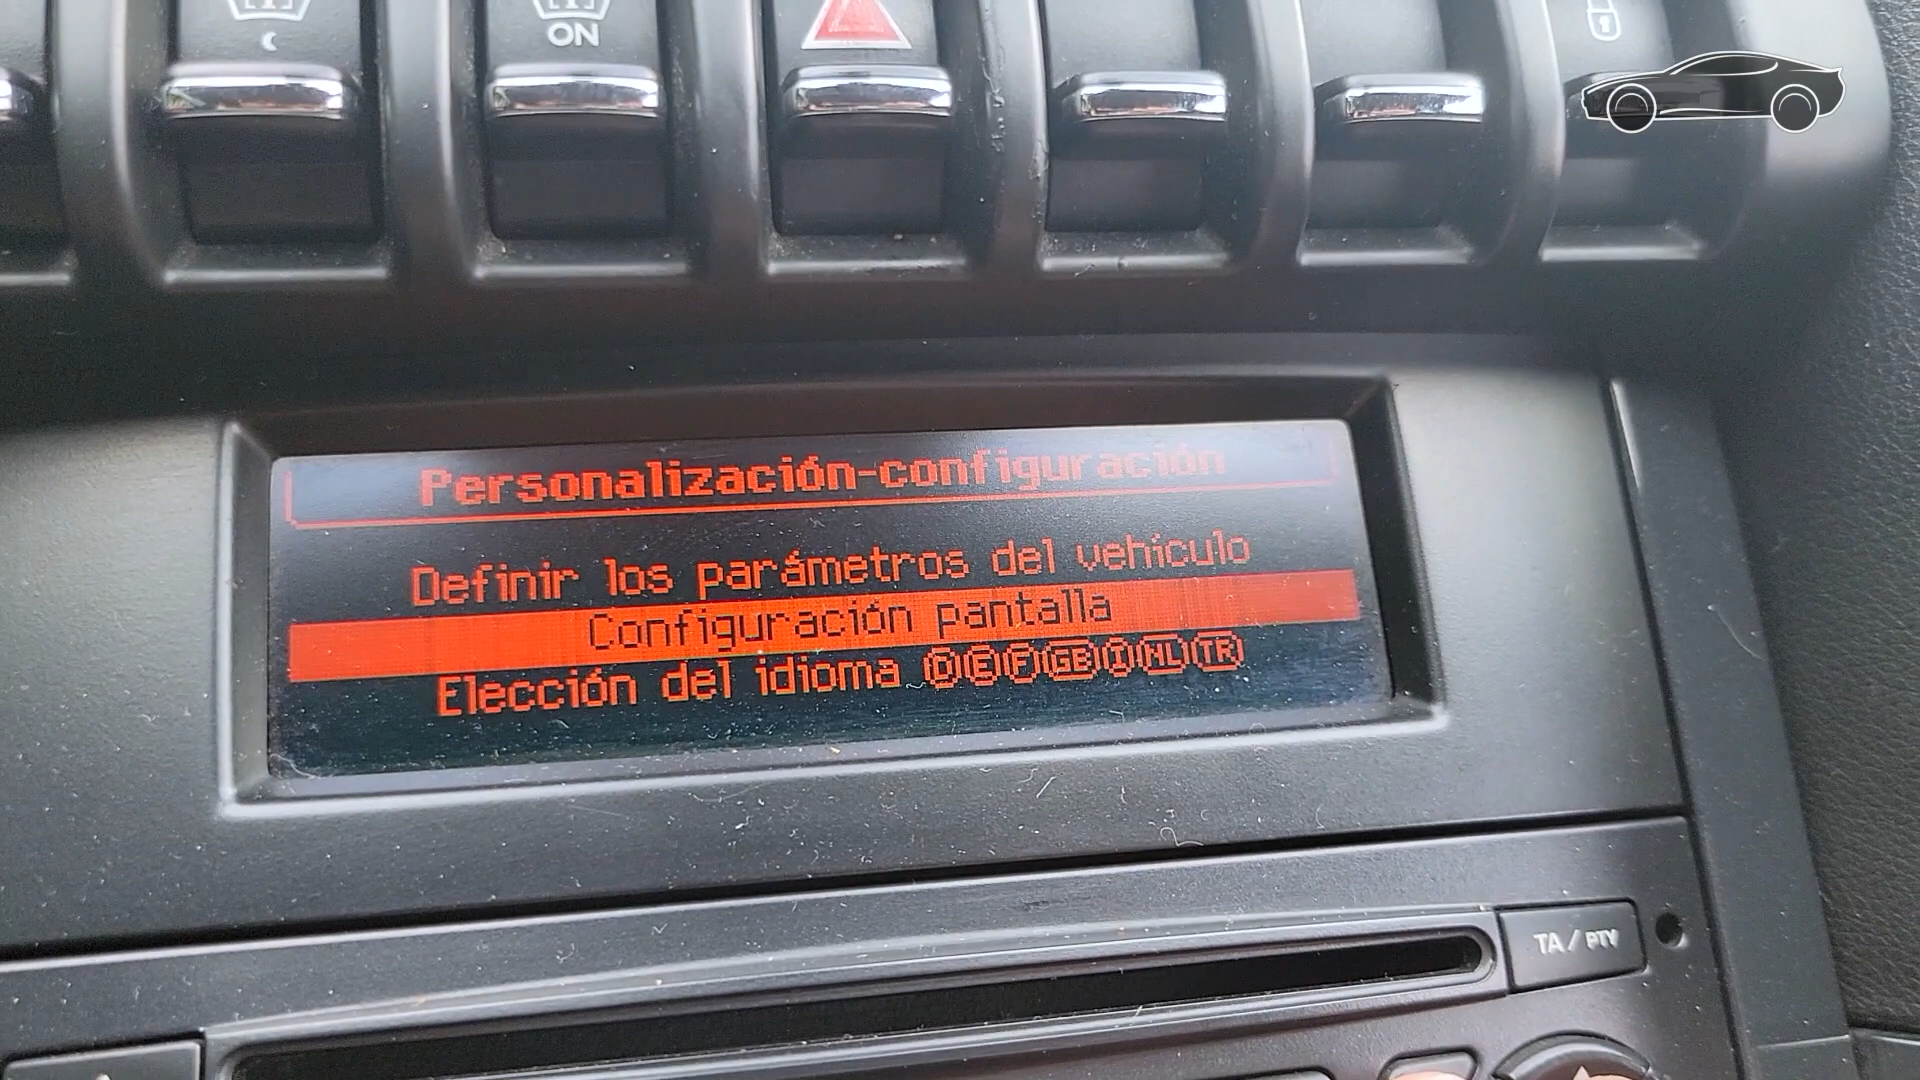 ON
Personalización-configuración
Definir los parámetros del vehículo
Configuración pantalla
Elección del idioma D E F GB I NL TR
TA / PTY